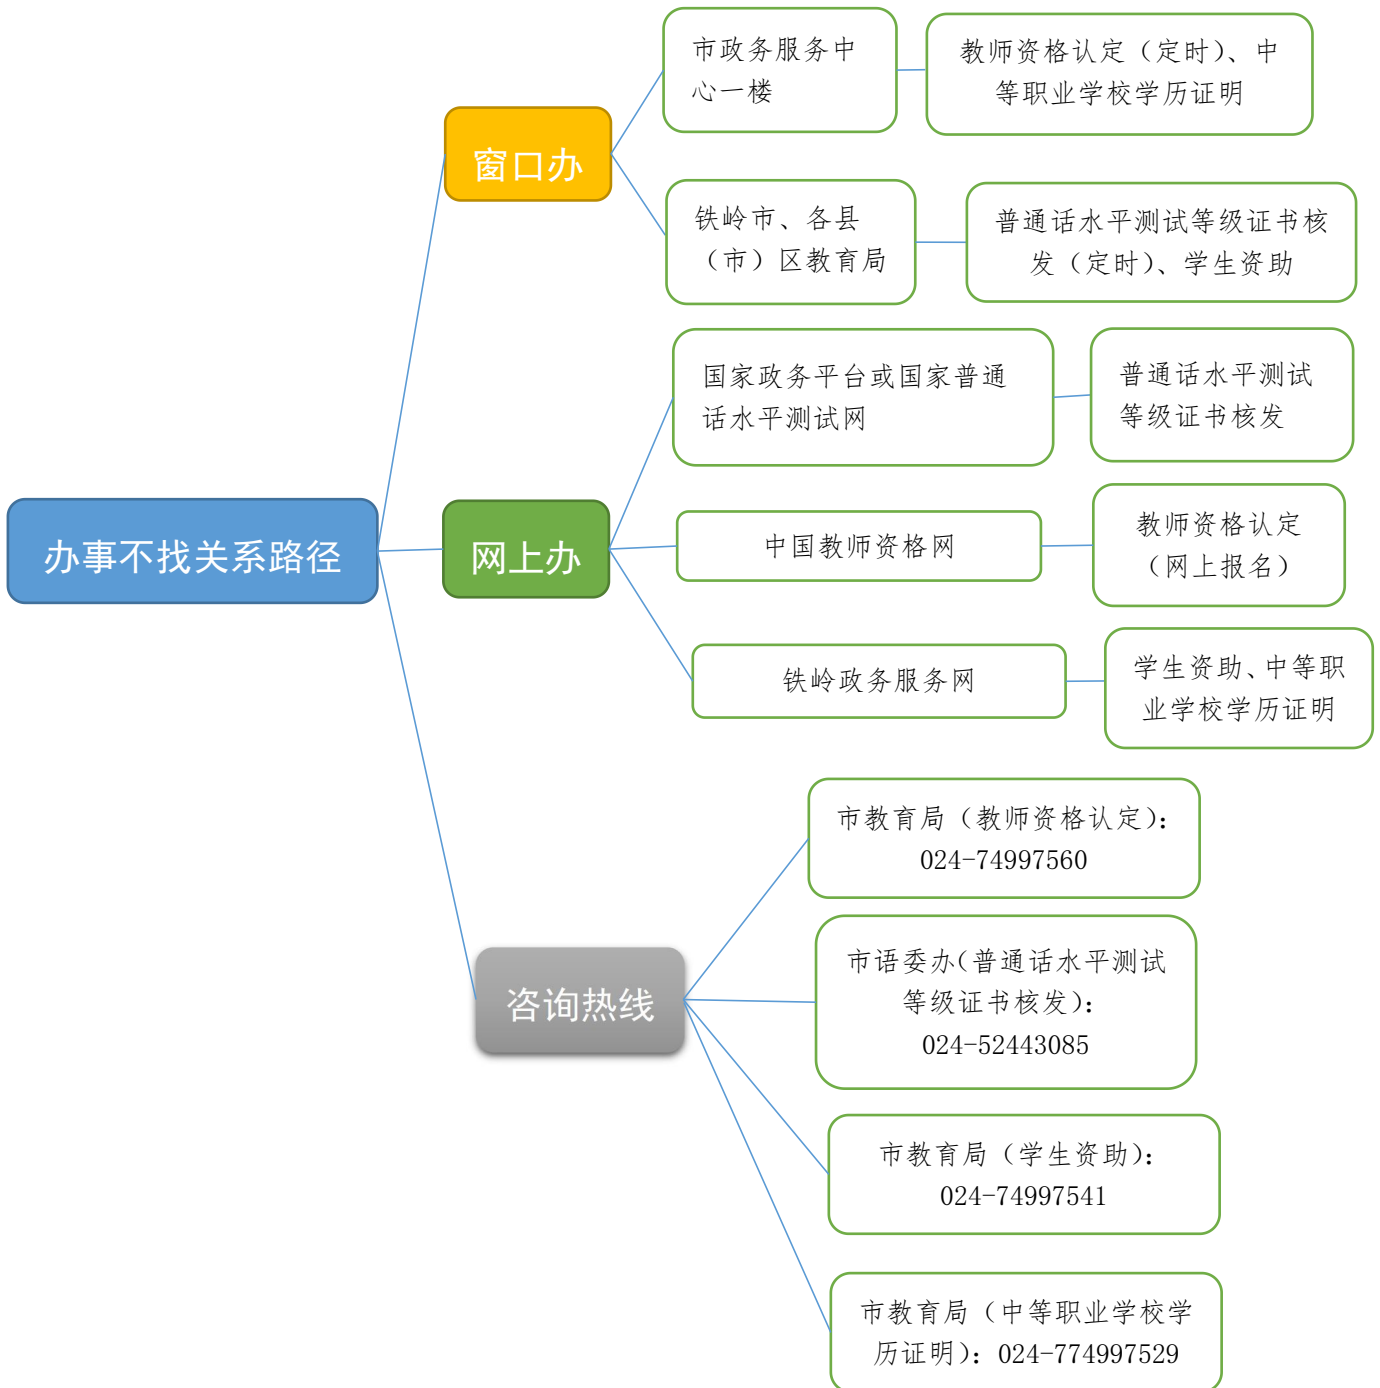 办事不找关系路径
窗口办
市政务服务中
心一楼
教师资格认定（定时）、中
等职业学校学历证明
铁岭市、各县
（市）区教育局
普通话水平测试等级证书核
发（定时）、学生资助
网上办
国家政务平台或国家普通
话水平测试网
普通话水平测试
等级证书核发
中国教师资格网
教师资格认定
（网上报名）
铁岭政务服务网
学生资助、中等职
业学校学历证明
咨询热线
市教育局（教师资格认定）：
024-74997560
市语委办（普通话水平测试
等级证书核发）：
024-52443085
市教育局（学生资助）：
024-74997541
市教育局（中等职业学校学
历证明）：024-774997529